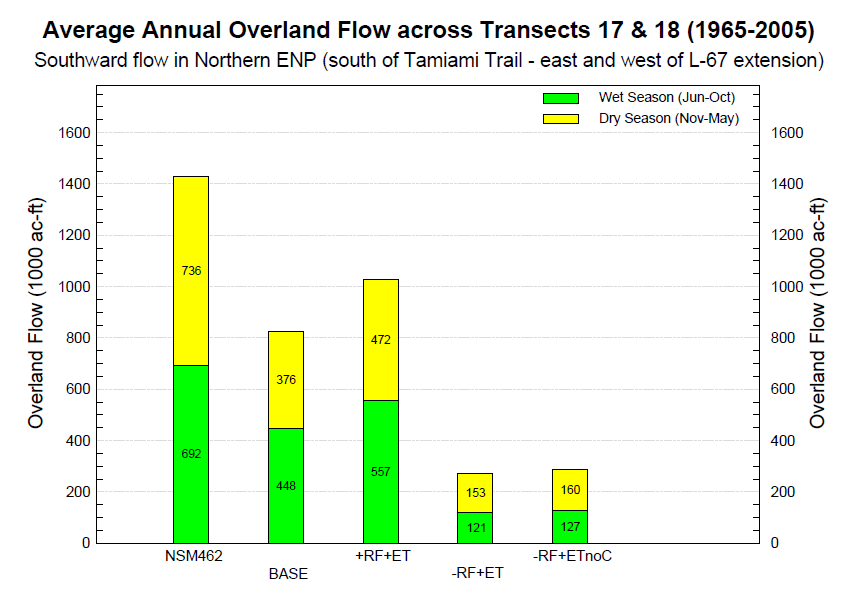 Average Annual Overland Flow across Transects 17 & 18 (1965-2005)
Southward flow in Northern ENP (south of Tamiami Trail - east and west of L-67 extension)
Wet Season (Jun-Oct)
Dry Season (Nov-May)
Overland Flow (1000 ac-ft)
1600
1400
1200
1000
800
600
400
200
0
736
692
376
448
472
557
153
121
160
127
1600
1400
1200
1000
800
600
400
200
0
Overland Flow (1000 ac-ft)
NSM462
BASE
+RF+ET
-RF+ET
-RF+ETnoC